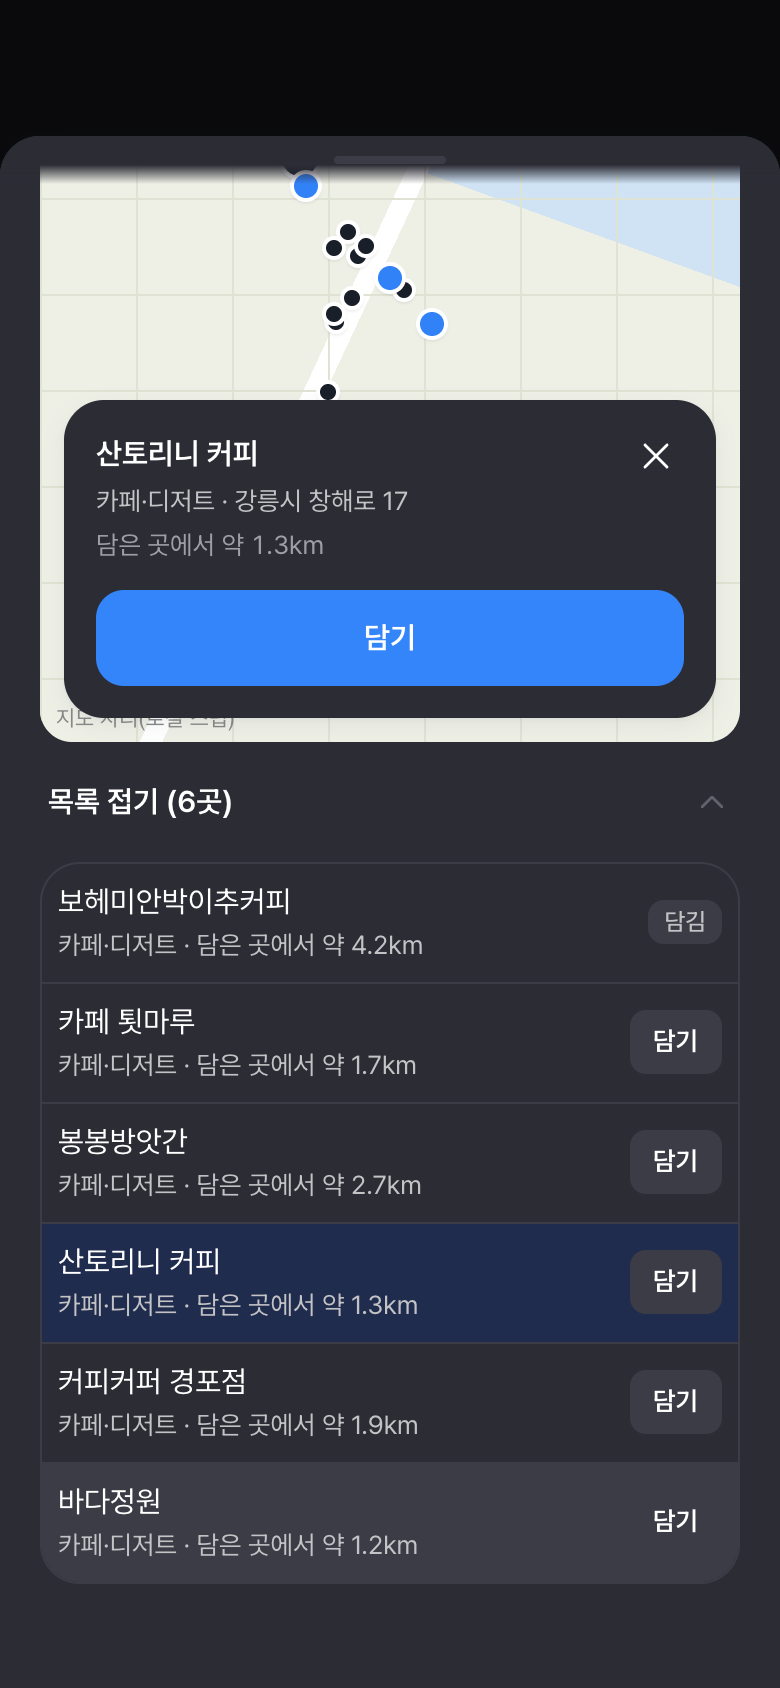 산토리니 커피
카페·디저트 · 강릉시 창해로 17
담은 곳에서 약 1.3km
담기
목록 접기 (6곳)
보헤미안박이추커피
카페·디저트 · 담은 곳에서 약 4.2km
담김
카페 툇마루
카페·디저트 · 담은 곳에서 약 1.7km
담기
봉봉방앗간
카페·디저트 · 담은 곳에서 약 2.7km
담기
산토리니 커피
카페·디저트 · 담은 곳에서 약 1.3km
담기
커피커퍼 경포점
카페·디저트 · 담은 곳에서 약 1.9km
담기
바다정원
카페·디저트 · 담은 곳에서 약 1.2km
담기